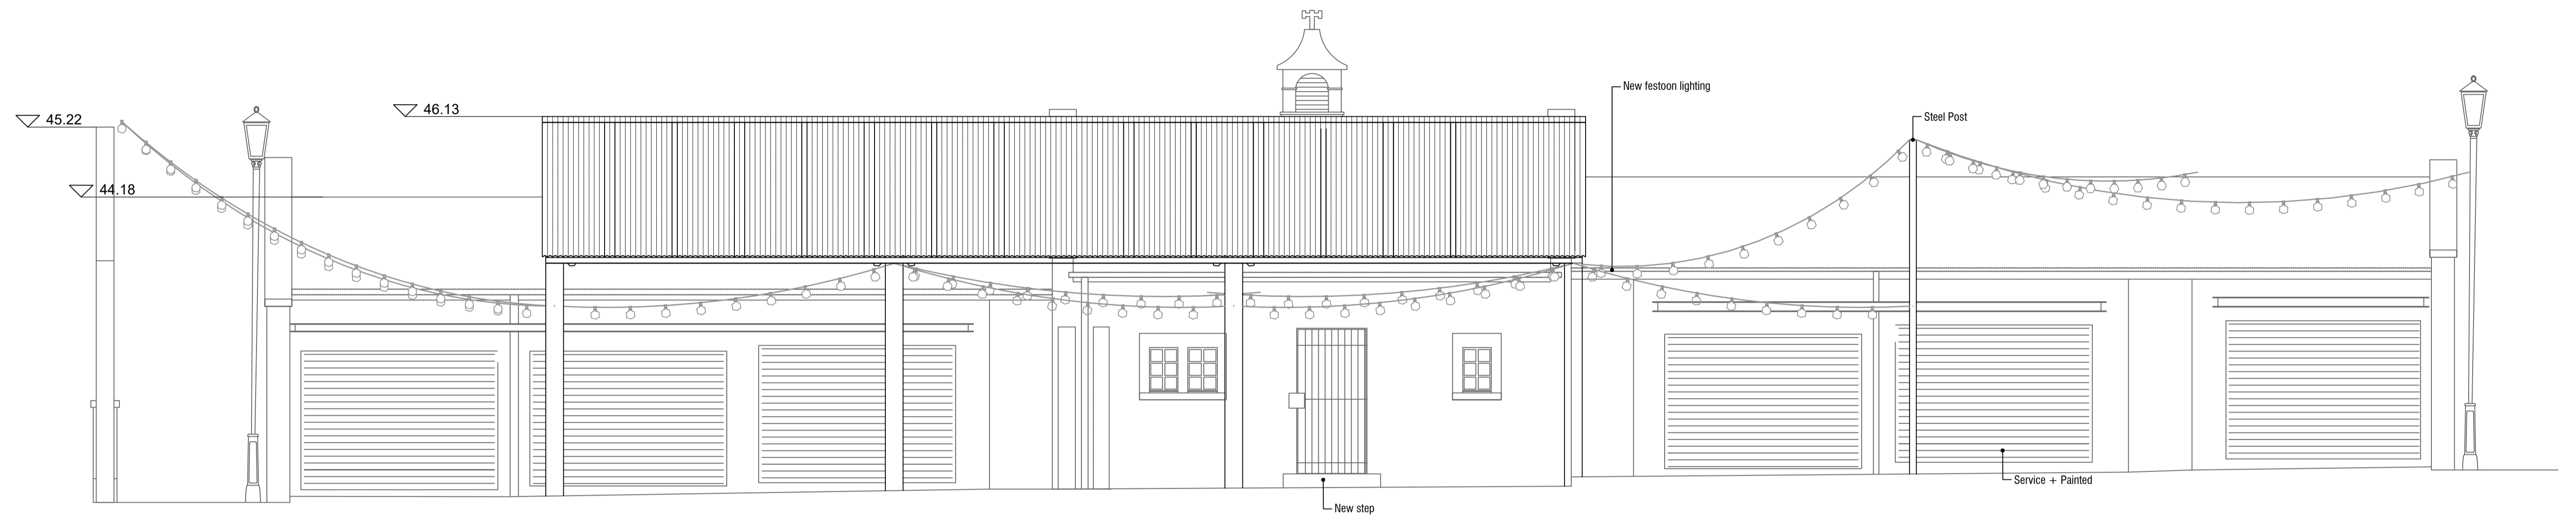 New festoon lighting
46.13
45.22
Steel Post
44.18
Service + Painted
New step